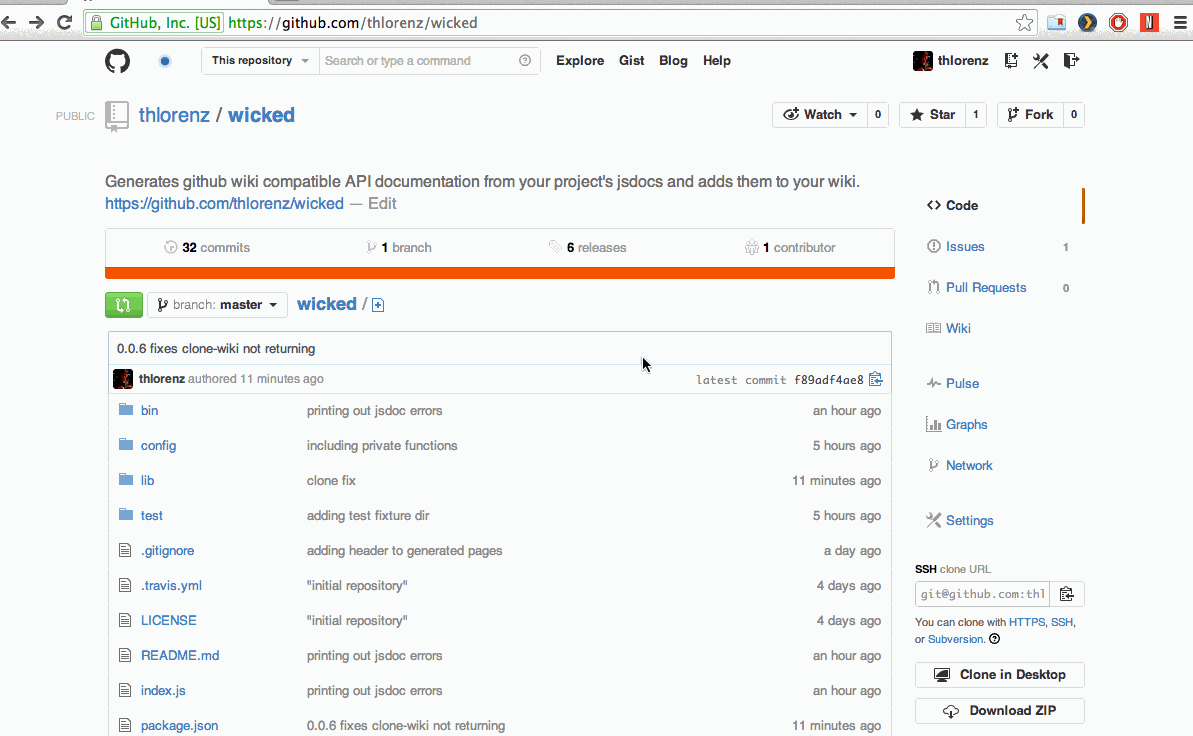 GitHub, Inc. [US] https://github.com/thlorenz/wicked
This repository Search or type a command Explore Gist Blog Help thlorenz
PUBLIC thlorenz / wicked Watch 0 Star 1 Fork 0
Generates github wiki compatible API documentation from your project's jsdocs and adds them to your wiki.
https://github.com/thlorenz/wicked — Edit
32 commits 1 branch 6 releases 1 contributor
branch: master wicked /
0.0.6 fixes clone-wiki not returning
thlorenz authored 11 minutes ago latest commit f89adf4ae8
bin printing out jsdoc errors an hour ago
config including private functions 5 hours ago
lib clone fix 11 minutes ago
test adding test fixture dir 5 hours ago
.gitignore adding header to generated pages a day ago
.travis.yml "initial repository" 4 days ago
LICENSE "initial repository" 4 days ago
README.md printing out jsdoc errors an hour ago
index.js printing out jsdoc errors an hour ago
package.json 0.0.6 fixes clone-wiki not returning 11 minutes ago
Code
Issues 1
Pull Requests 0
Wiki
Pulse
Graphs
Network
Settings
SSH clone URL
git@github.com:thl
You can clone with HTTPS, SSH,
or Subversion.
Clone in Desktop
Download ZIP